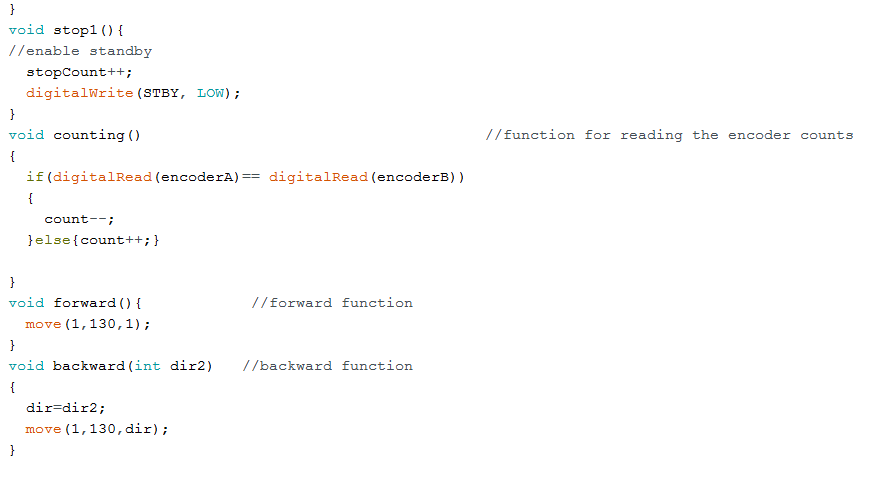 }
void stop1(){
//enable standby
  stopCount++;
  digitalWrite(STBY, LOW);
}
void counting()                                      //function for reading the encoder counts
{
  if(digitalRead(encoderA)== digitalRead(encoderB))
  {
    count--;
  }else{count++;}
}
void forward(){            //forward function
  move(1,130,1);
}
void backward(int dir2)   //backward function
{
  dir=dir2;
  move(1,130,dir);
}